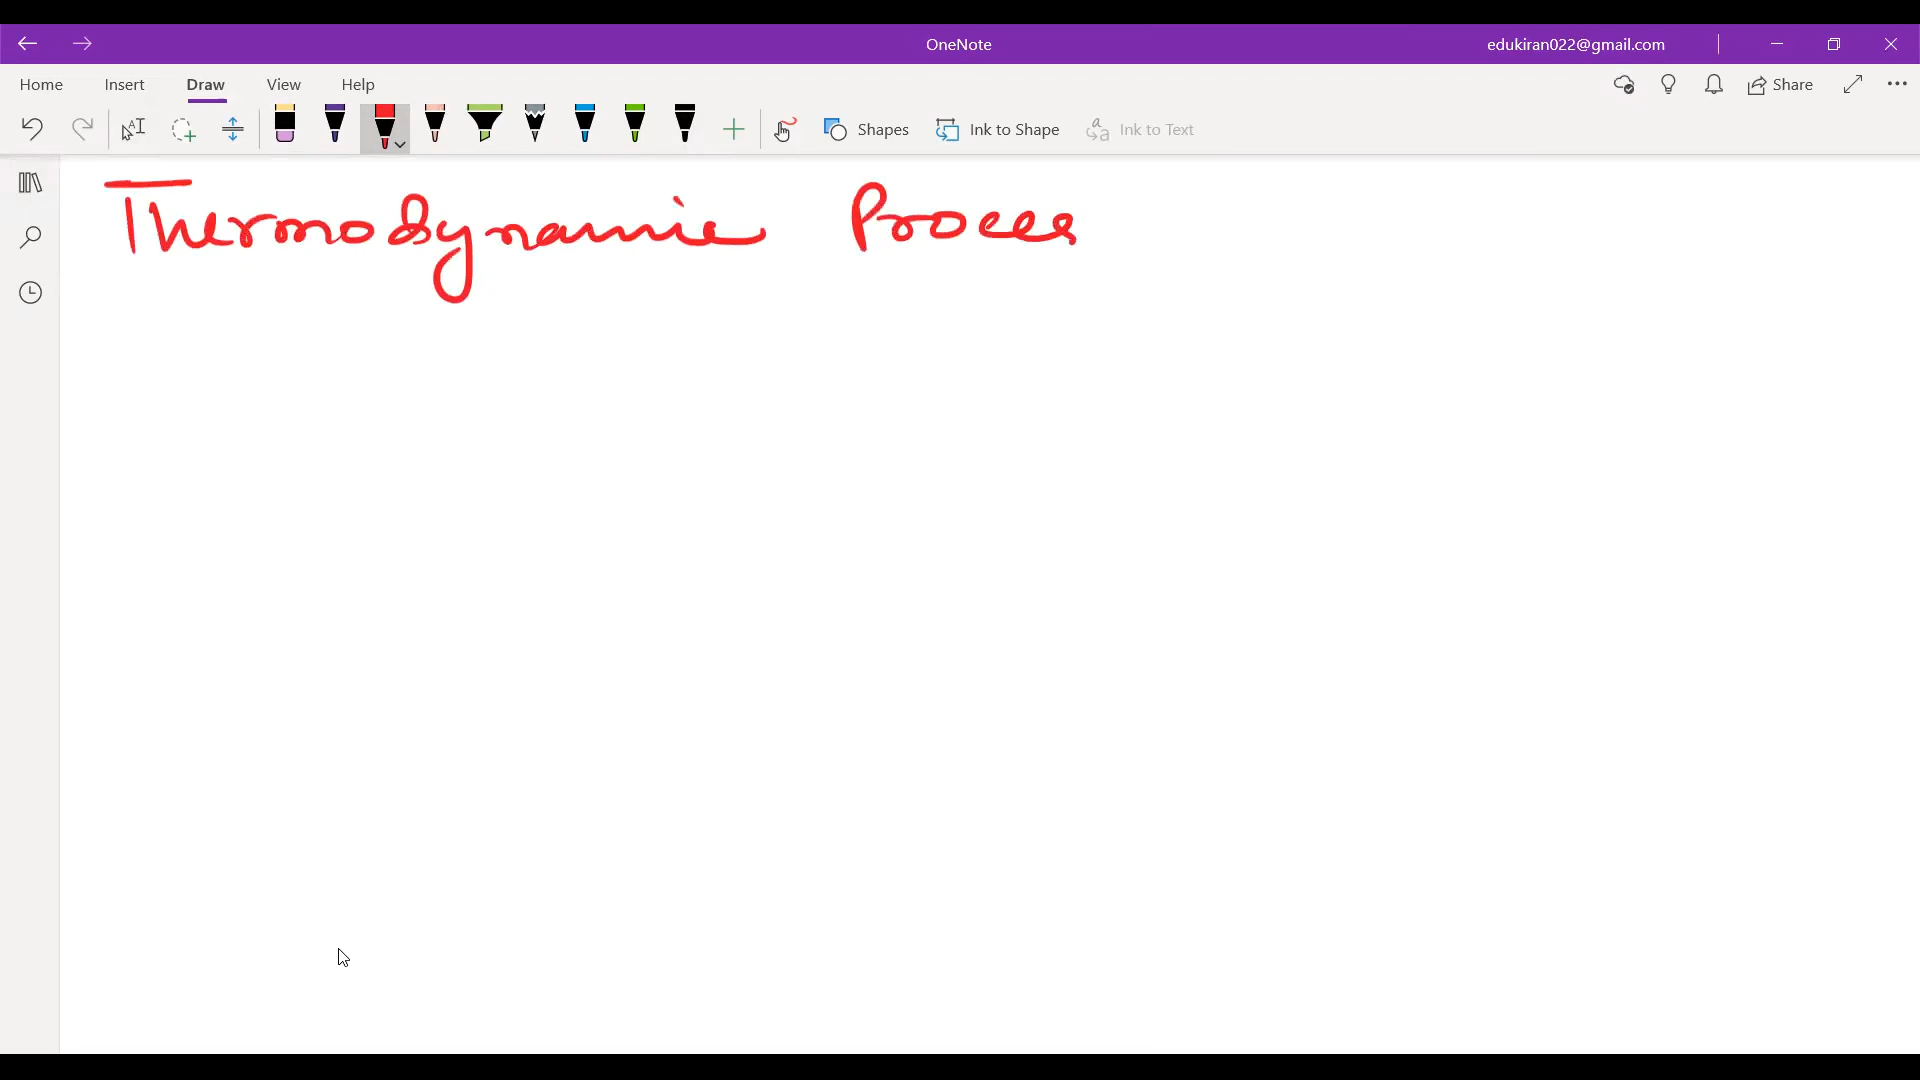 OneNote
edukiran022@gmail.com
Home Insert Draw View Help
Share
Shapes Ink to Shape Ink to Text
Thermodynamic Process